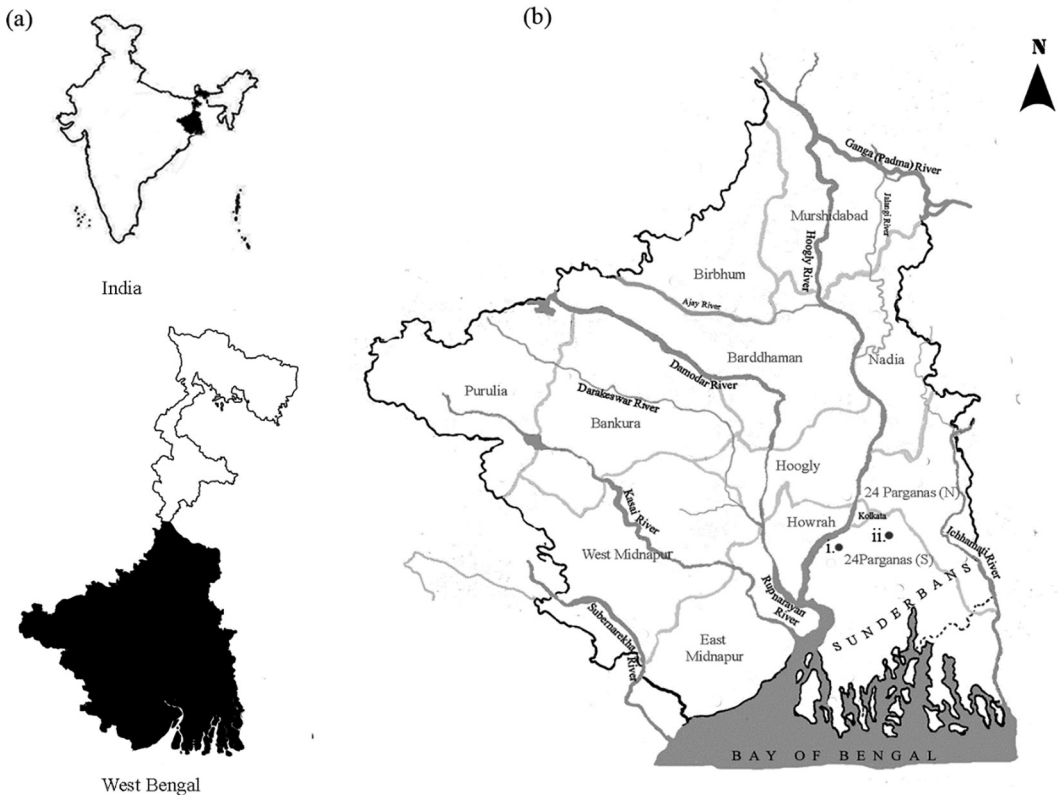 (a)
India
West Bengal
(b)
N
Ganga (Padma) River
Jalangi River
Murshidabad
Hoogly River
Birbhum
Ajay River
Barddhaman
Nadia
Damodar River
Purulia
Darakeswar River
Bankura
Hoogly
24 Parganas (N)
Kasai River
Howrah
Kolkata
i.
ii.
Ichhamati River
West Midnapur
24Parganas (S)
Rupnarayan River
SUNDERBANS
Subernarekha River
East
Midnapur
BAY OF BENGAL